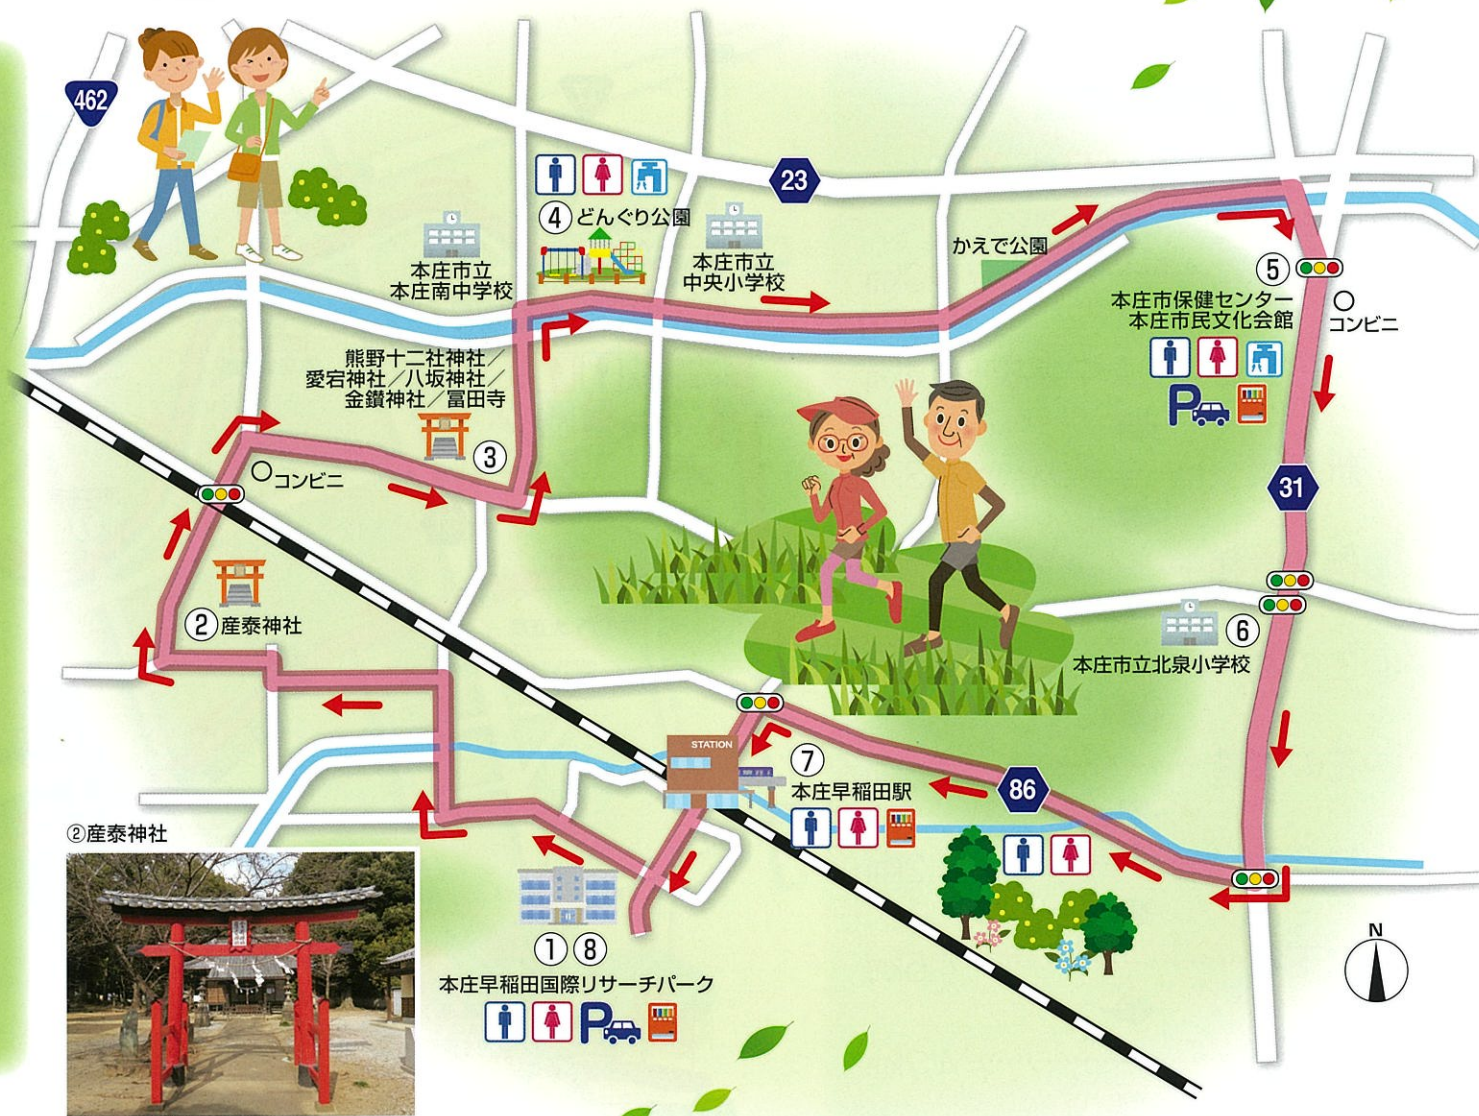 462
23
④どんぐり公園
本庄市立
本庄南中学校
本庄市立
中央小学校
かえで公園
⑤
本庄市保健センター
本庄市民文化会館
コンビニ
P
熊野十二社神社/
愛宕神社/八坂神社/
金鑚神社/冨田寺
③
コンビニ
31
②産泰神社
⑥
本庄市立北泉小学校
STATION
⑦
本庄早稲田駅
86
②産泰神社
①⑧
本庄早稲田国際リサーチパーク
P
N